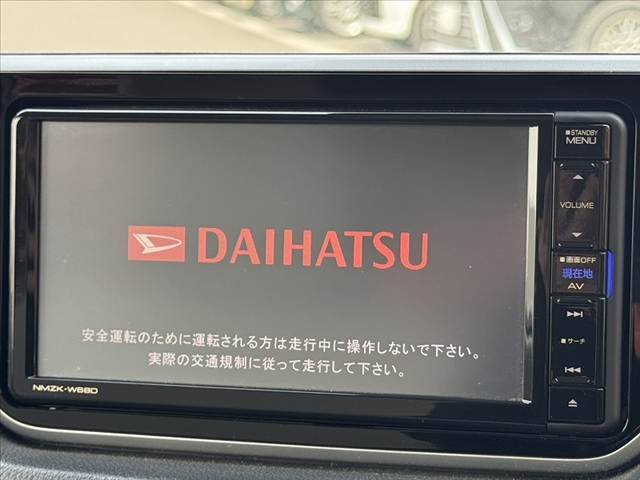 ■STANDBY
MENU
VOLUME
■画面OFF
現在地
AV
■サーチ
DAIHATSU
安全運転のために運転される方は走行中に操作しないで下さい。
実際の交通規制に従って走行して下さい。
NMZK-W68D